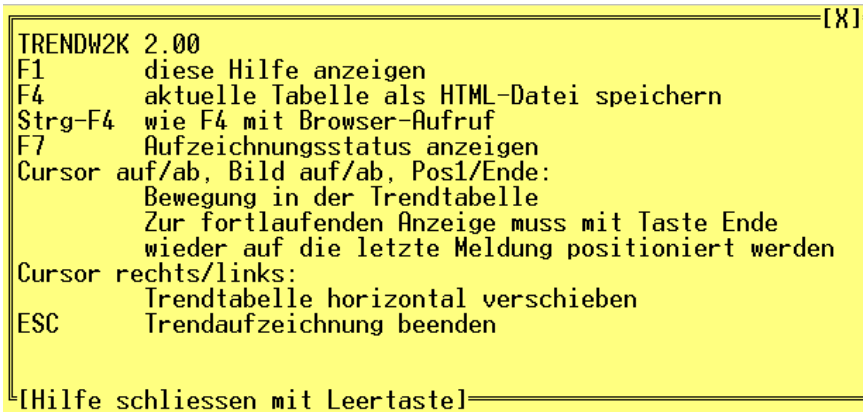 [X]
TRENDW2K 2.00
F1 diese Hilfe anzeigen
F4 aktuelle Tabelle als HTML-Datei speichern
Strg-F4 wie F4 mit Browser-Aufruf
F7 Aufzeichnungsstatus anzeigen
Cursor auf/ab, Bild auf/ab, Pos1/Ende:
Bewegung in der Trendtabelle
Zur fortlaufenden Anzeige muss mit Taste Ende
wieder auf die letzte Meldung positioniert werden
Cursor rechts/links:
Trendtabelle horizontal verschieben
ESC Trendaufzeichnung beenden
[Hilfe schliessen mit Leertaste]